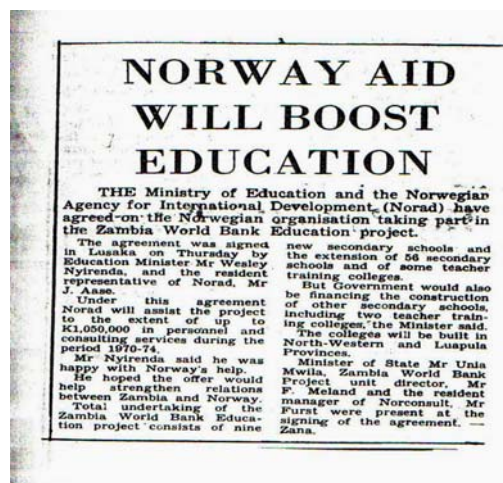 NORWAY AID
WILL BOOST
EDUCATION
THE Ministry of Education and the Norwegian
Agency for International Development (Norad) have
agreed on the Norwegian organisation taking part in
the Zambia World Bank Education project.
The agreement was signed
in Lusaka on Thursday by
Education Minister Mr Wesley
Nyirenda, and the resident
representative of Norad, Mr
J. Aase.
Under this agreement
Norad will assist the project
to the extent of up to
K1,050,000 in personnel and
consulting services during the
period 1970-74.
Mr Nyirenda said he was
happy with Norway's help.
He hoped the offer would
help strengthen relations
between Zambia and Norway.
Total undertaking of the
Zambia World Bank Educa-
tion project consists of nine
new secondary schools and
the extension of 56 secondary
schools and of some teacher
training colleges.
But Government would also
be financing the construction
of other secondary schools,
including two teacher train-
ing colleges, the Minister said.
The colleges will be built in
North-Western and Luapula
Provinces.
Minister of State Mr Unia
Mwila, Zambia World Bank
Project unit director, Mr
F. Meland and the resident
manager of Norconsult, Mr
Furst were present at the
signing of the agreement. —
Zana.